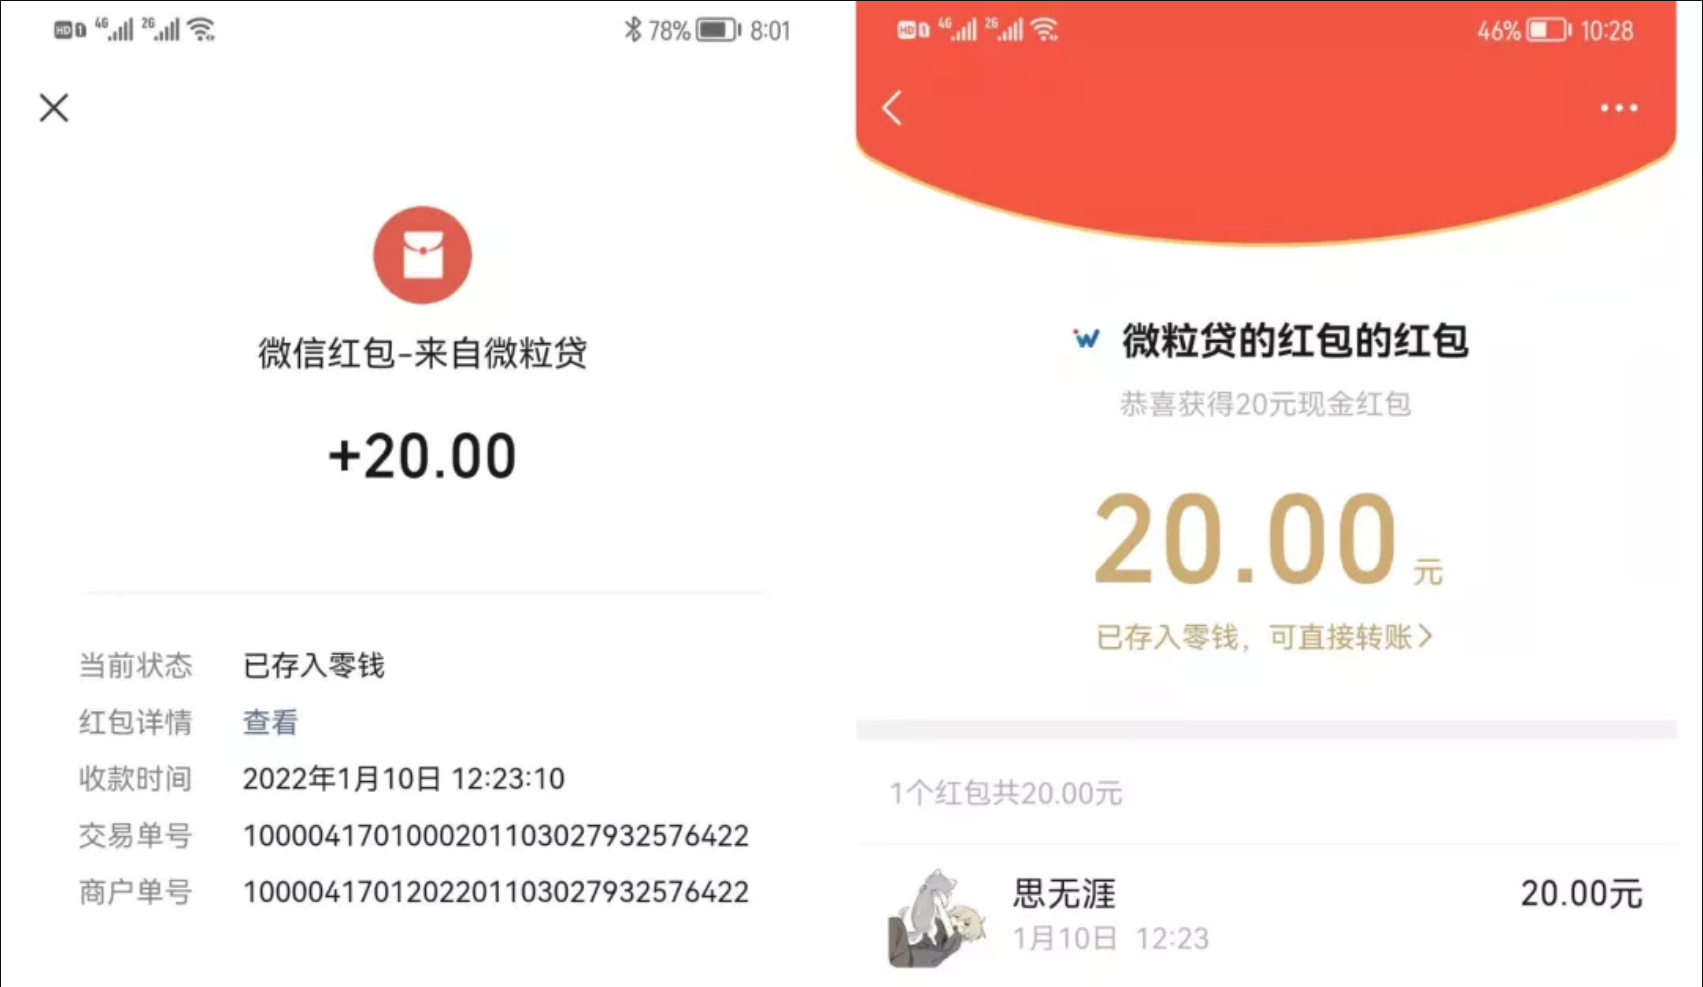 HD 1 4G 2G 78% 8:01
微信红包-来自微粒贷
+20.00
当前状态 已存入零钱
红包详情 查看
收款时间 2022年1月10日 12:23:10
交易单号 1000041701000201103027932576422
商户单号 1000041701202201103027932576422
HD 1 4G 2G 46% 10:28
微粒贷的红包的红包
恭喜获得20元现金红包
20.00元
已存入零钱，可直接转账
1个红包共20.00元
思无涯 20.00元
1月10日 12:23